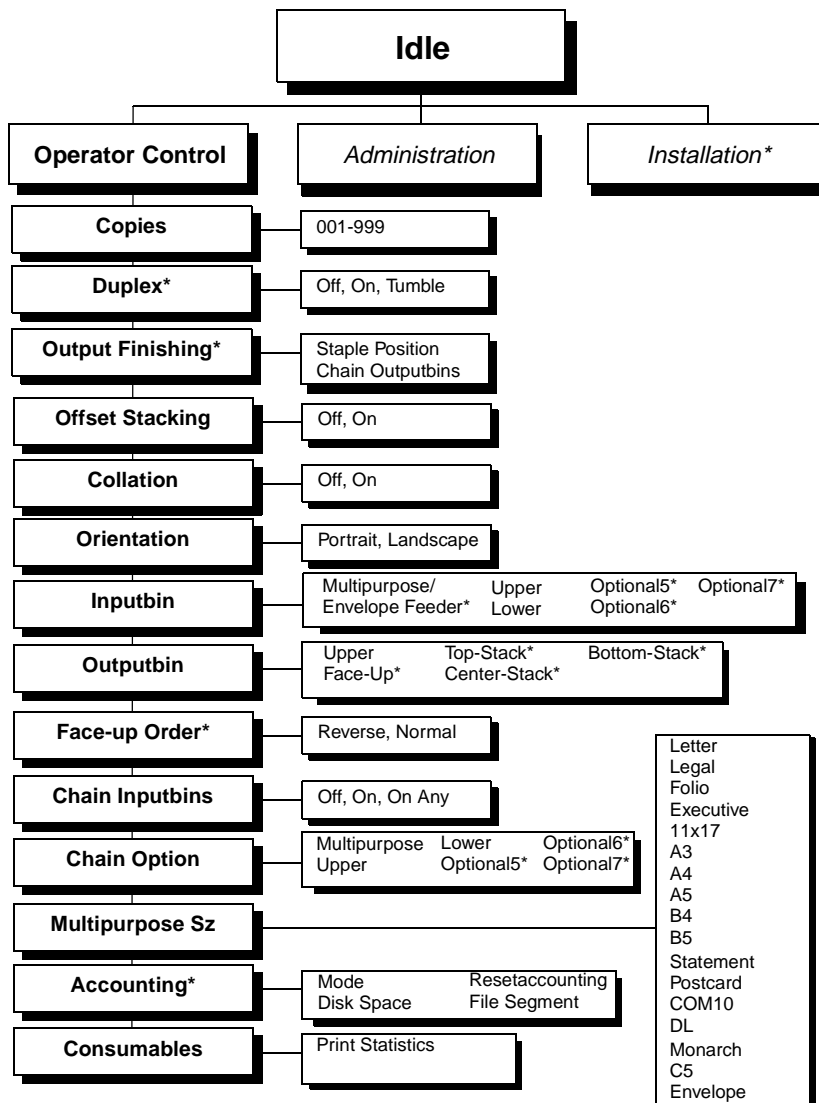 Idle
Operator Control
Administration
Installation*
Copies
001-999
Duplex*
Off, On, Tumble
Output Finishing*
Staple Position
Chain Outputbins
Offset Stacking
Off, On
Collation
Off, On
Orientation
Portrait, Landscape
Inputbin
Multipurpose/ Upper Optional5* Optional7*
Envelope Feeder* Lower Optional6*
Outputbin
Upper Top-Stack* Bottom-Stack*
Face-Up* Center-Stack*
Face-up Order*
Reverse, Normal
Chain Inputbins
Off, On, On Any
Chain Option
Multipurpose Lower Optional6*
Upper Optional5* Optional7*
Multipurpose Sz
Letter
Legal
Folio
Executive
11x17
A3
A4
A5
B4
B5
Statement
Postcard
COM10
DL
Monarch
C5
Envelope
Accounting*
Mode Resetaccounting
Disk Space File Segment
Consumables
Print Statistics